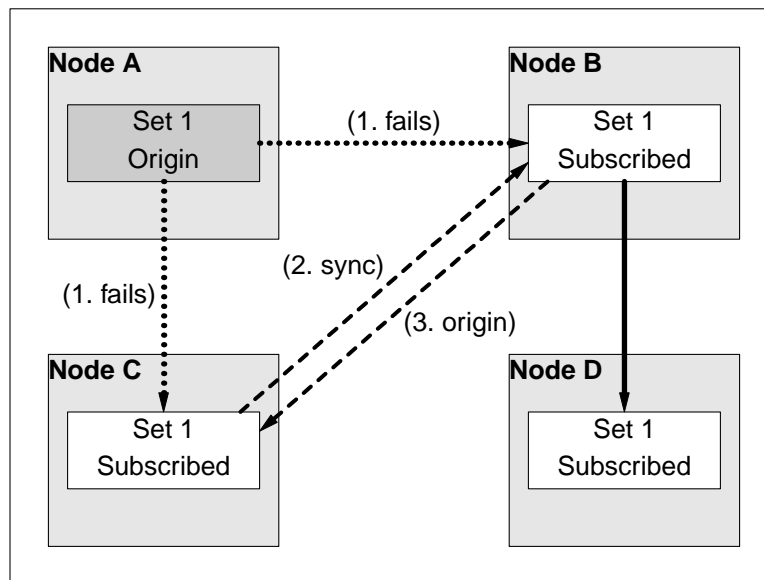 Node A
Set 1
Origin
(1. fails)
Node B
Set 1
Subscribed
(1. fails)
(2. sync)
(3. origin)
Node C
Set 1
Subscribed
Node D
Set 1
Subscribed